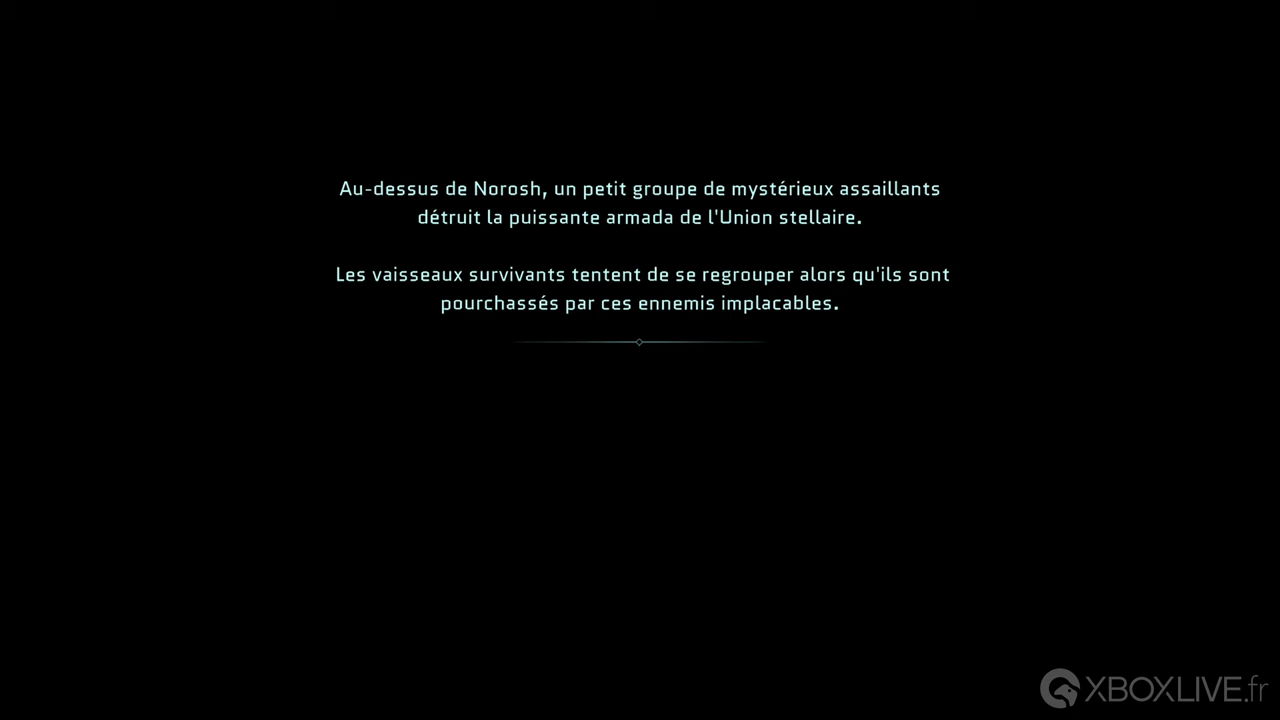 Au-dessus de Norosh, un petit groupe de mystérieux assaillants
détruit la puissante armada de l'Union stellaire.
Les vaisseaux survivants tentent de se regrouper alors qu'ils sont
pourchassés par ces ennemis implacables.
XBOXLIVE.fr